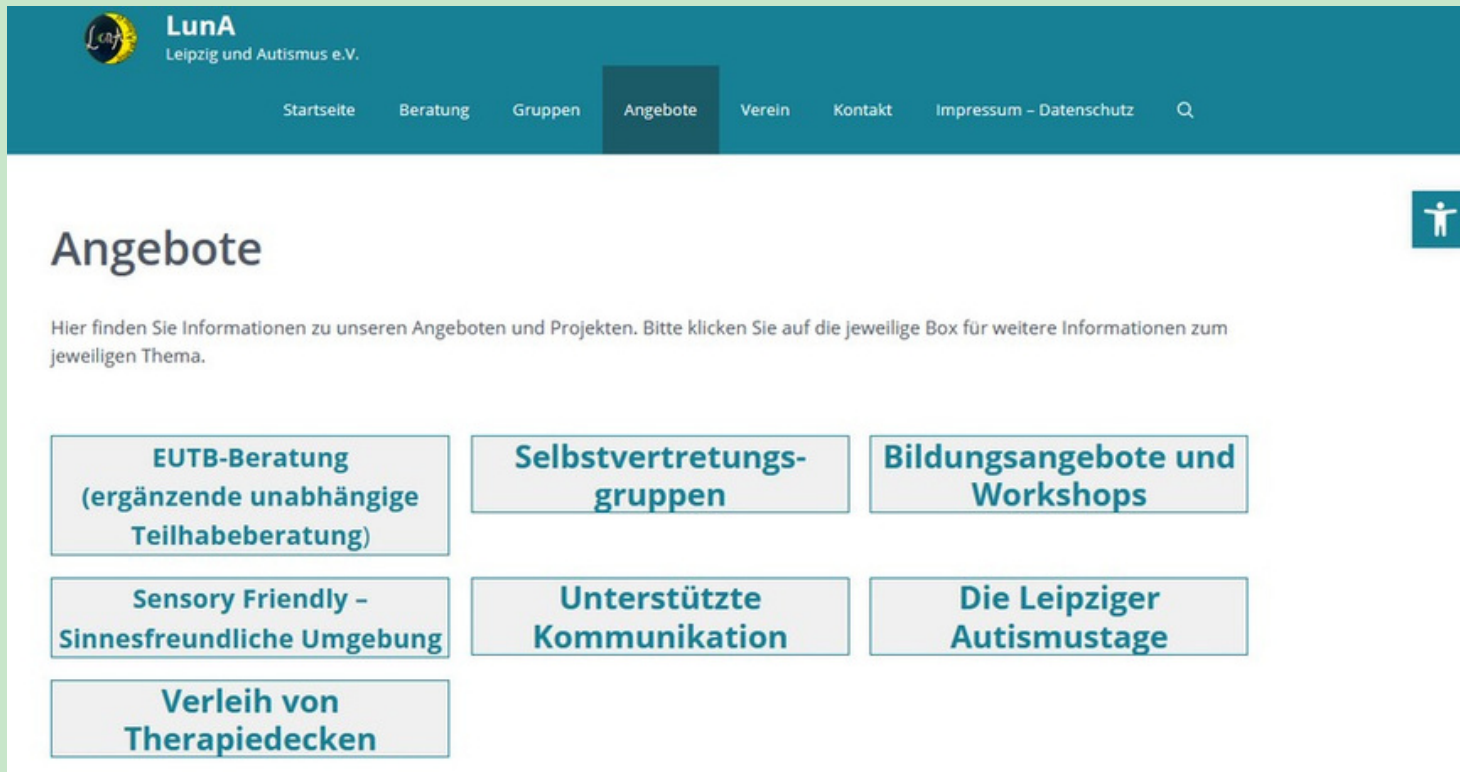 LunA
LunA
Leipzig und Autismus e.V.
Startseite Beratung Gruppen Angebote Verein Kontakt Impressum – Datenschutz
Angebote
Hier finden Sie Informationen zu unseren Angeboten und Projekten. Bitte klicken Sie auf die jeweilige Box für weitere Informationen zum
jeweiligen Thema.
EUTB-Beratung
(ergänzende unabhängige
Teilhabeberatung)
Selbstvertretungs-
gruppen
Bildungsangebote und
Workshops
Sensory Friendly –
Sinnesfreundliche Umgebung
Unterstützte
Kommunikation
Die Leipziger
Autismustage
Verleih von
Therapiedecken